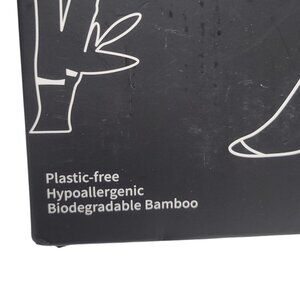 Plastic-free
Hypoallergenic
Biodegradable Bamboo